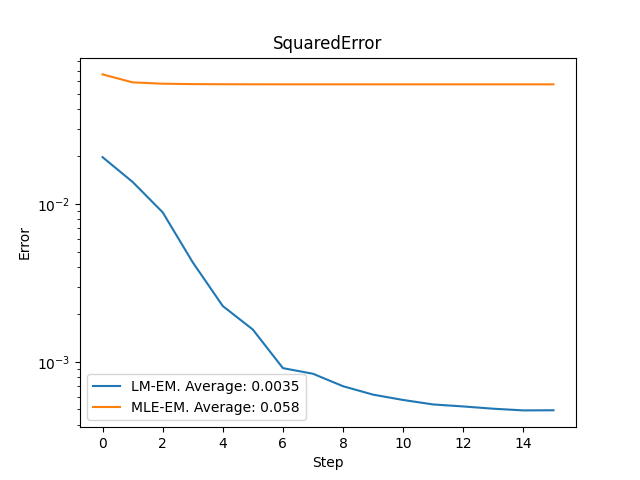 SquaredError
Error
10⁻²
10⁻³
LM-EM. Average: 0.0035
MLE-EM. Average: 0.058
0 2 4 6 8 10 12 14
Step